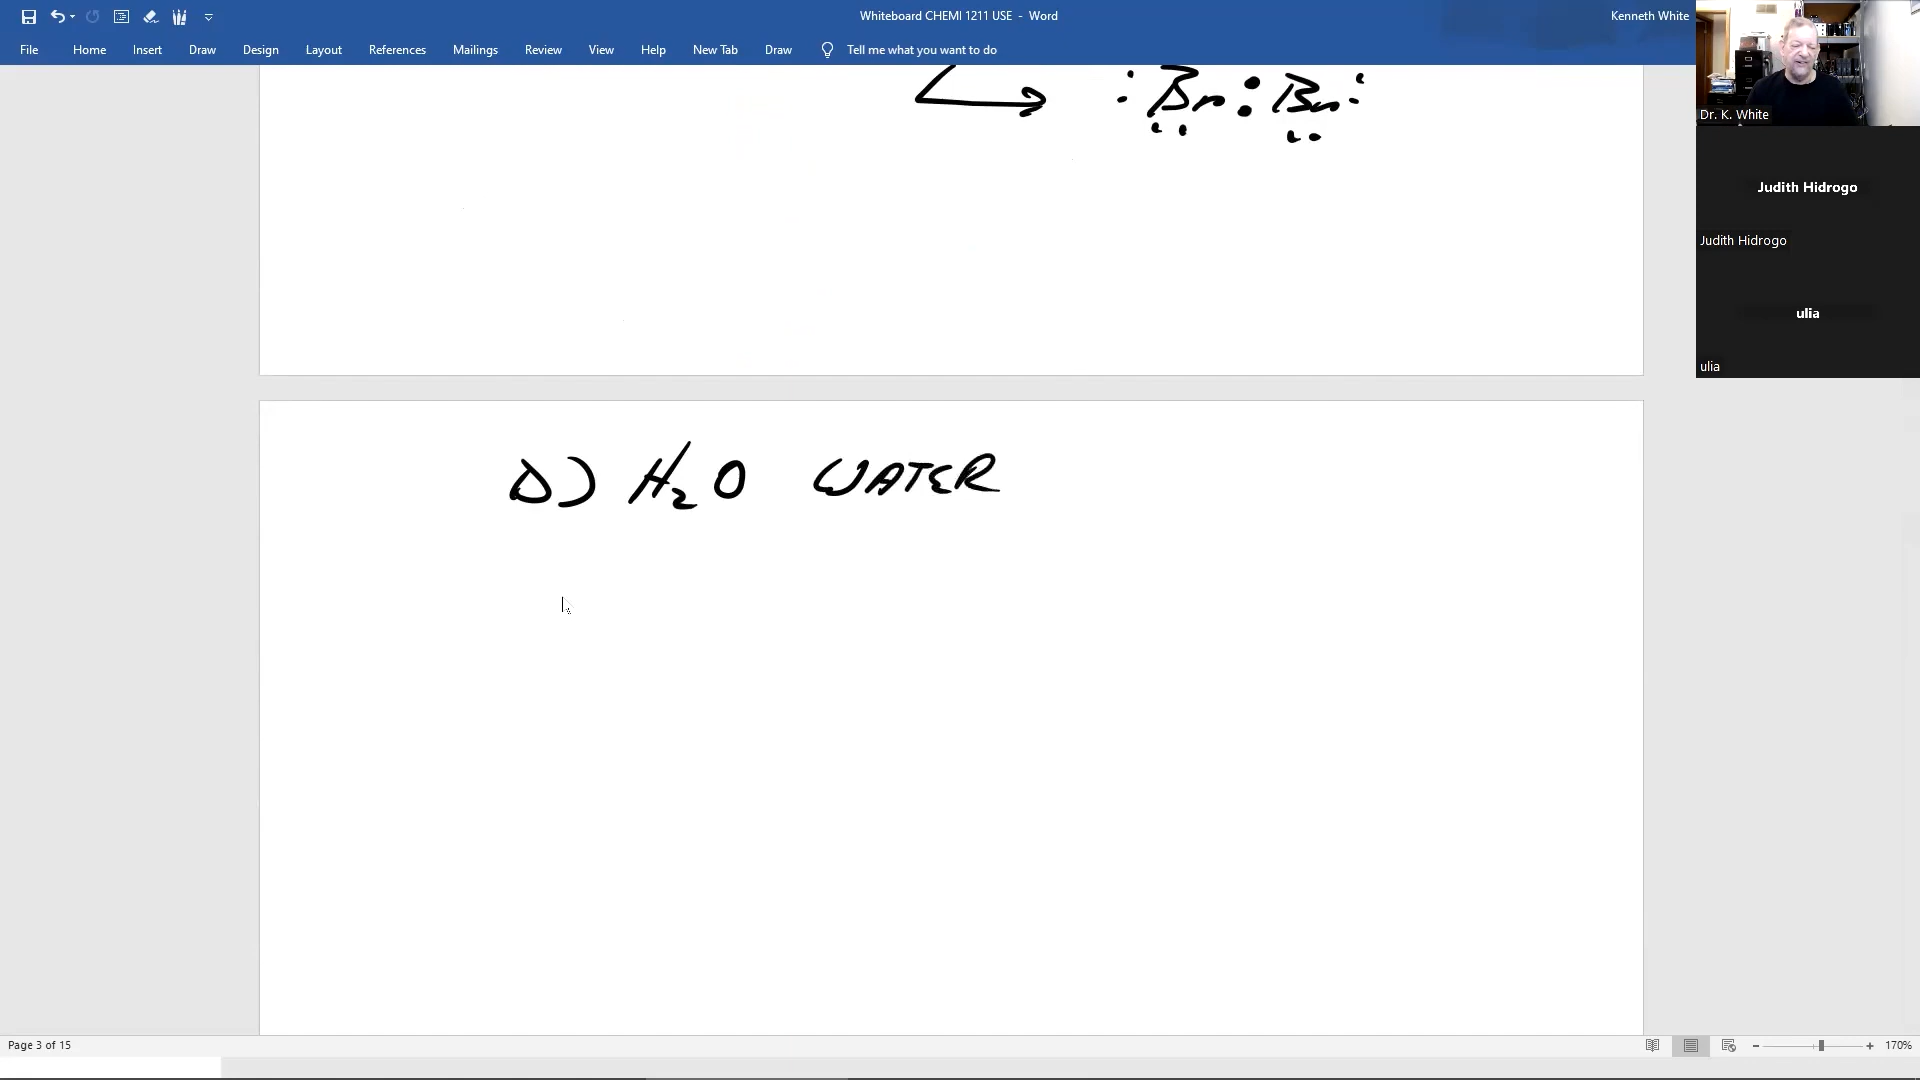 Whiteboard CHEMI 1211 USE - Word
Kenneth White
File Home Insert Draw Design Layout References Mailings Review View Help New Tab Draw Tell me what you want to do
Dr. K. White
Judith Hidrogo
Judith Hidrogo
ulia
ulia
:Br:Br:
D) H₂O WATER
Page 3 of 15
170%